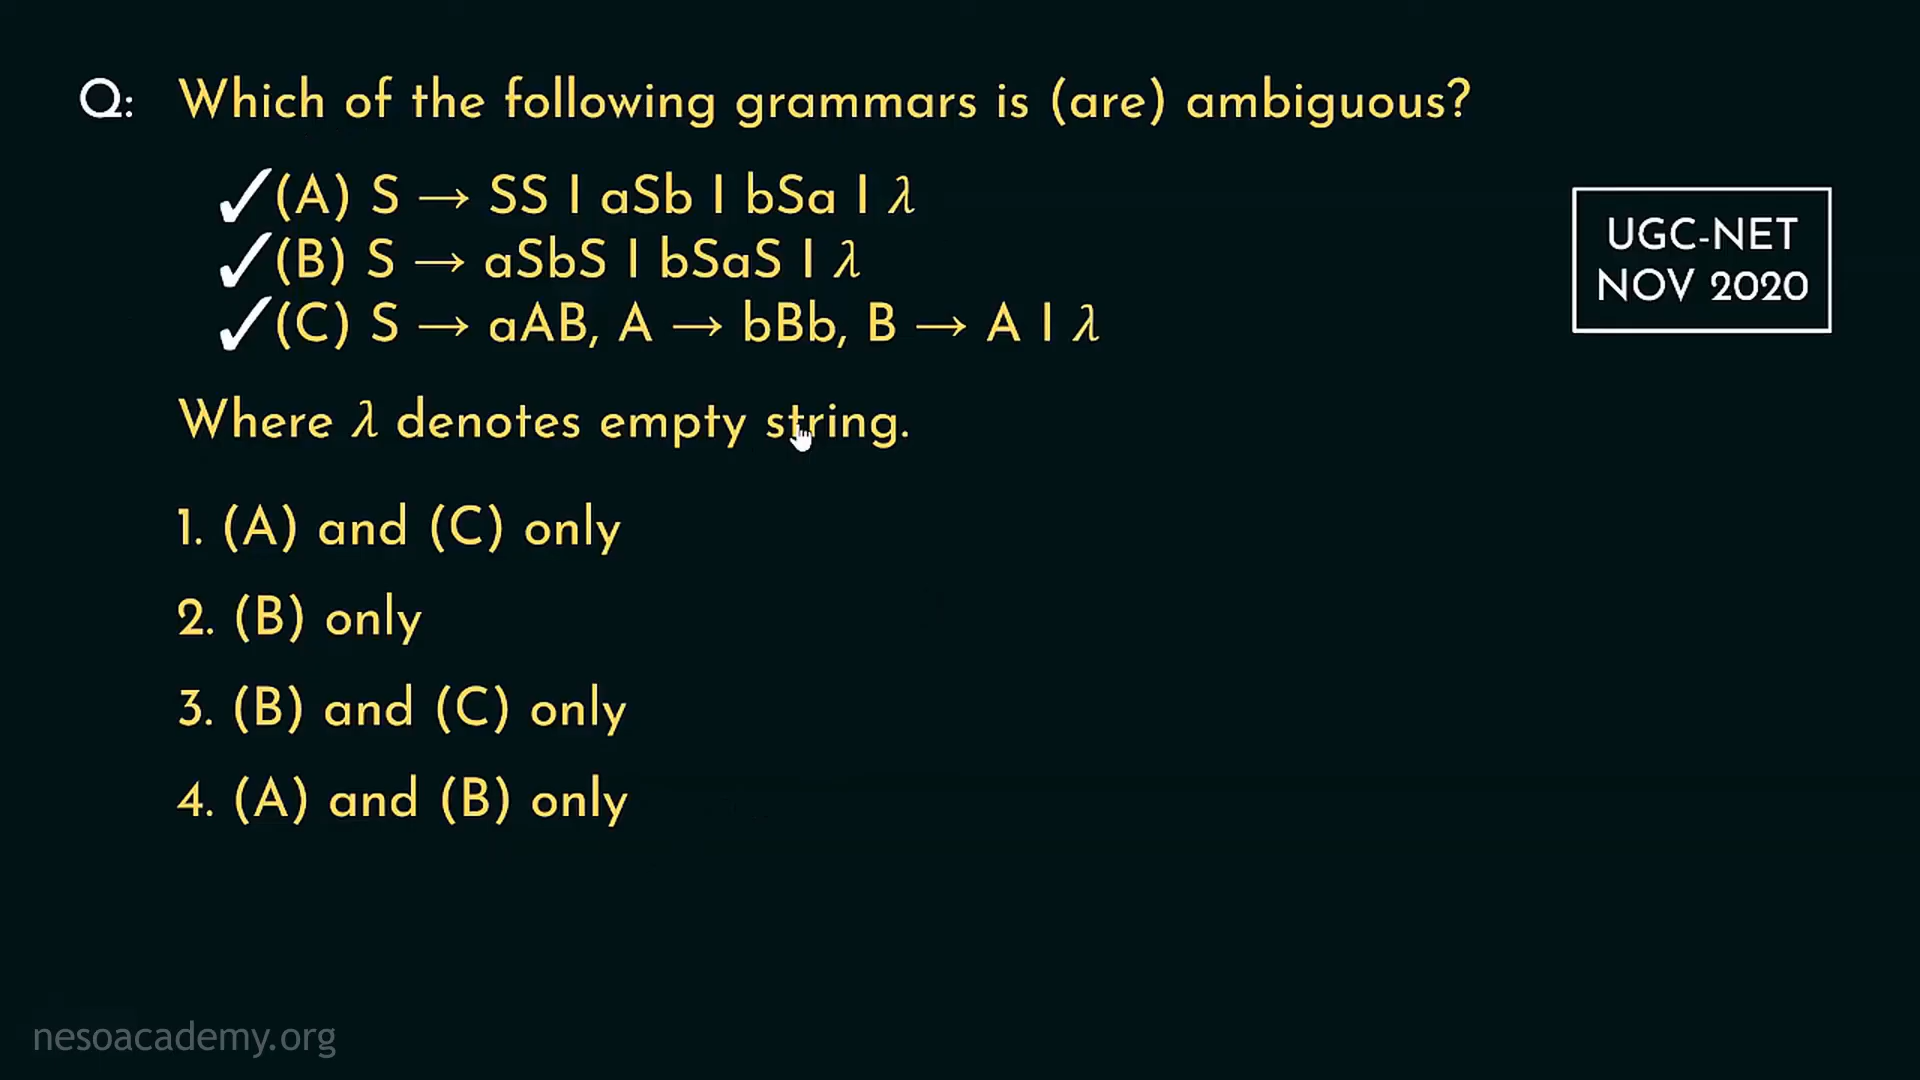 Q: Which of the following grammars is (are) ambiguous?
✓(A) S → SS | aSb | bSa | λ
✓(B) S → aSbS | bSaS | λ
✓(C) S → aAB, A → bBb, B → A | λ
UGC-NET
NOV 2020
Where λ denotes empty string.
1. (A) and (C) only
2. (B) only
3. (B) and (C) only
4. (A) and (B) only
nesoacademy.org